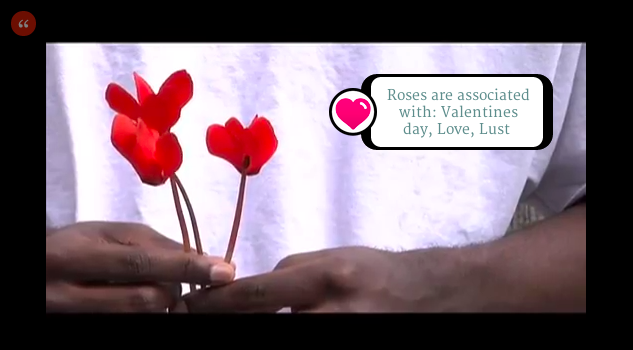 Roses are associated
with: Valentines
day, Love, Lust